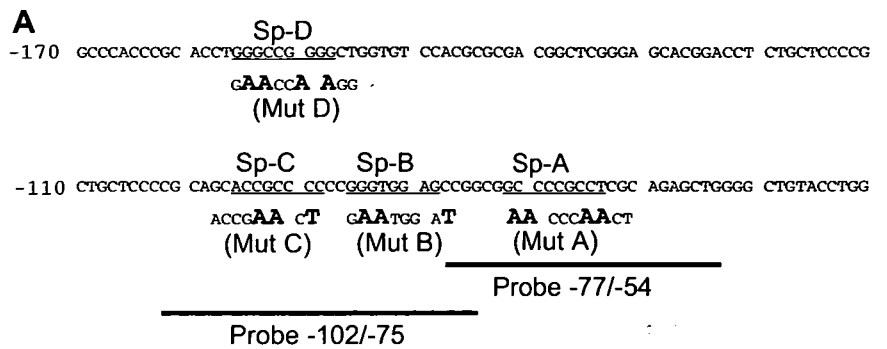 A
Sp-D
-170 GCCCACCCGC ACCTGGGCCG GGGCTGGTGT CCACGCGCGA CGGCTCGGGA GCACGGACCT CTGCTCCCCG
GAACCA AGG
(Mut D)
Sp-C Sp-B Sp-A
-110 CTGCTCCCCG CAGCACCGCC CCCCGGGTGG AGCCGGCGGC CCCGCCTCGC AGAGCTGGGG CTGTACCTGG
ACCGAA CT GAATGG AT AA CCCAACT
(Mut C) (Mut B) (Mut A)
Probe -77/-54
Probe -102/-75